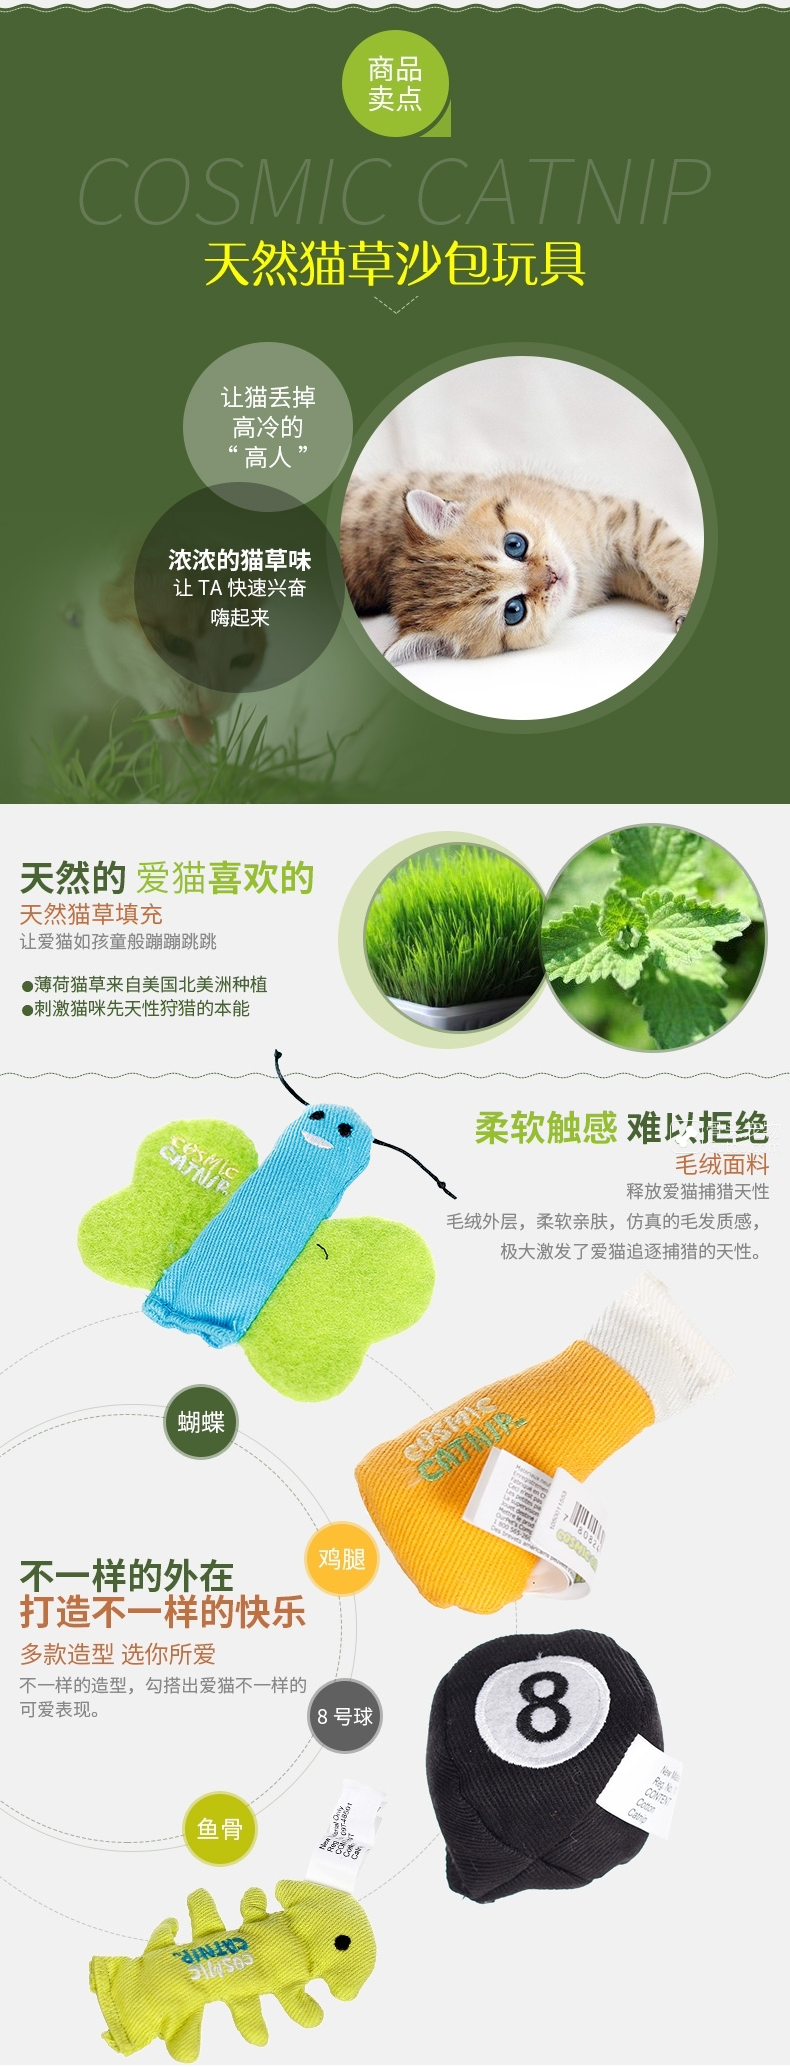 商品
卖点
COSMIC CATNIP
天然猫草沙包玩具
让猫丢掉
高冷的
“高人”
浓浓的猫草味
让 TA 快速兴奋
嗨起来
天然的 爱猫喜欢的
天然猫草填充
让爱猫如孩童般蹦蹦跳跳
●薄荷猫草来自美国北美洲种植
●刺激猫咪先天性狩猎的本能
柔软触感 难以拒绝
毛绒面料
释放爱猫捕猎天性
毛绒外层，柔软亲肤，仿真的毛发质感，
极大激发了爱猫追逐捕猎的天性。
COSMIC
CATNIP
蝴蝶
COSMIC
CATNIP
鸡腿
不一样的外在
打造不一样的快乐
多款造型 选你所爱
不一样的造型，勾搭出爱猫不一样的
可爱表现。
8
8 号球
CONTENT
Cotton
Catnip
鱼骨
COSMIC
CATNIP